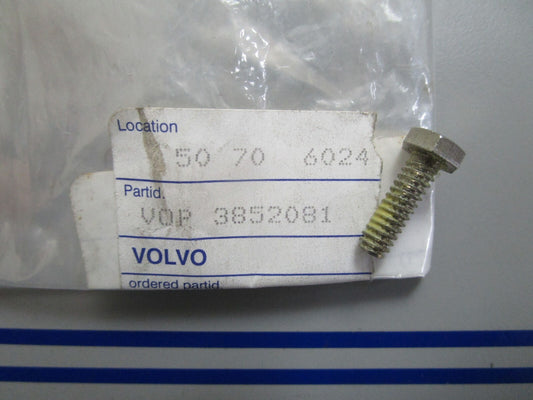 Location
50 70 6024
Partid.
VOP 3852081
VOLVO
ordered partid.